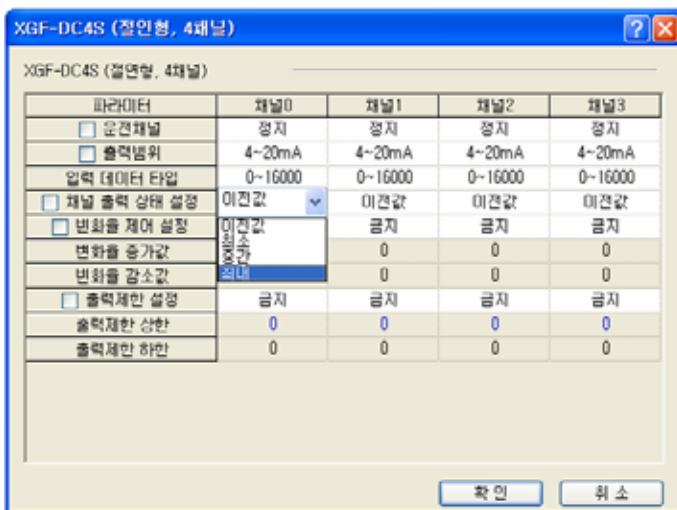 XGF-DC4S (절인형, 4채널)
XGF-DC4S (절연형, 4채널)
파라미터 채널0 채널1 채널2 채널3
운전채널 정지 정지 정지 정지
출력범위 4~20mA 4~20mA 4~20mA 4~20mA
입력 데이터 타입 0~16000 0~16000 0~16000 0~16000
채널 출력 상태 설정 이전값 이전값 이전값 이전값
변화율 제어 설정 이전값 금지 금지 금지
최소
변화율 증가값 중간 0 0 0
변화율 감소값 최대 0 0 0
출력제한 설정 금지 금지 금지 금지
출력제한 상한 0 0 0 0
출력제한 하한 0 0 0 0
확인 취소